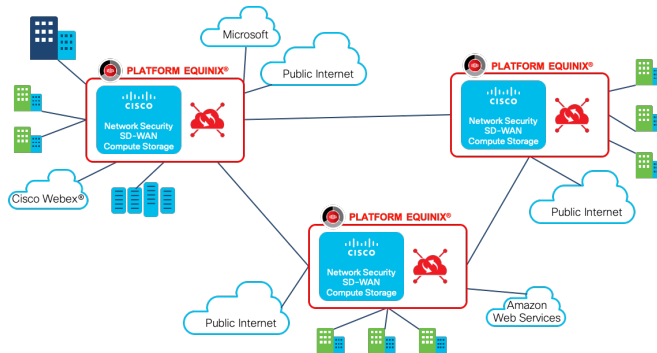 Microsoft
PLATFORM EQUINIX®
Public Internet
CISCO
Network Security
SD-WAN
Compute Storage
PLATFORM EQUINIX®
CISCO
Network Security
SD-WAN
Compute Storage
Cisco Webex®
Public Internet
PLATFORM EQUINIX®
CISCO
Network Security
SD-WAN
Compute Storage
Public Internet
Amazon
Web Services